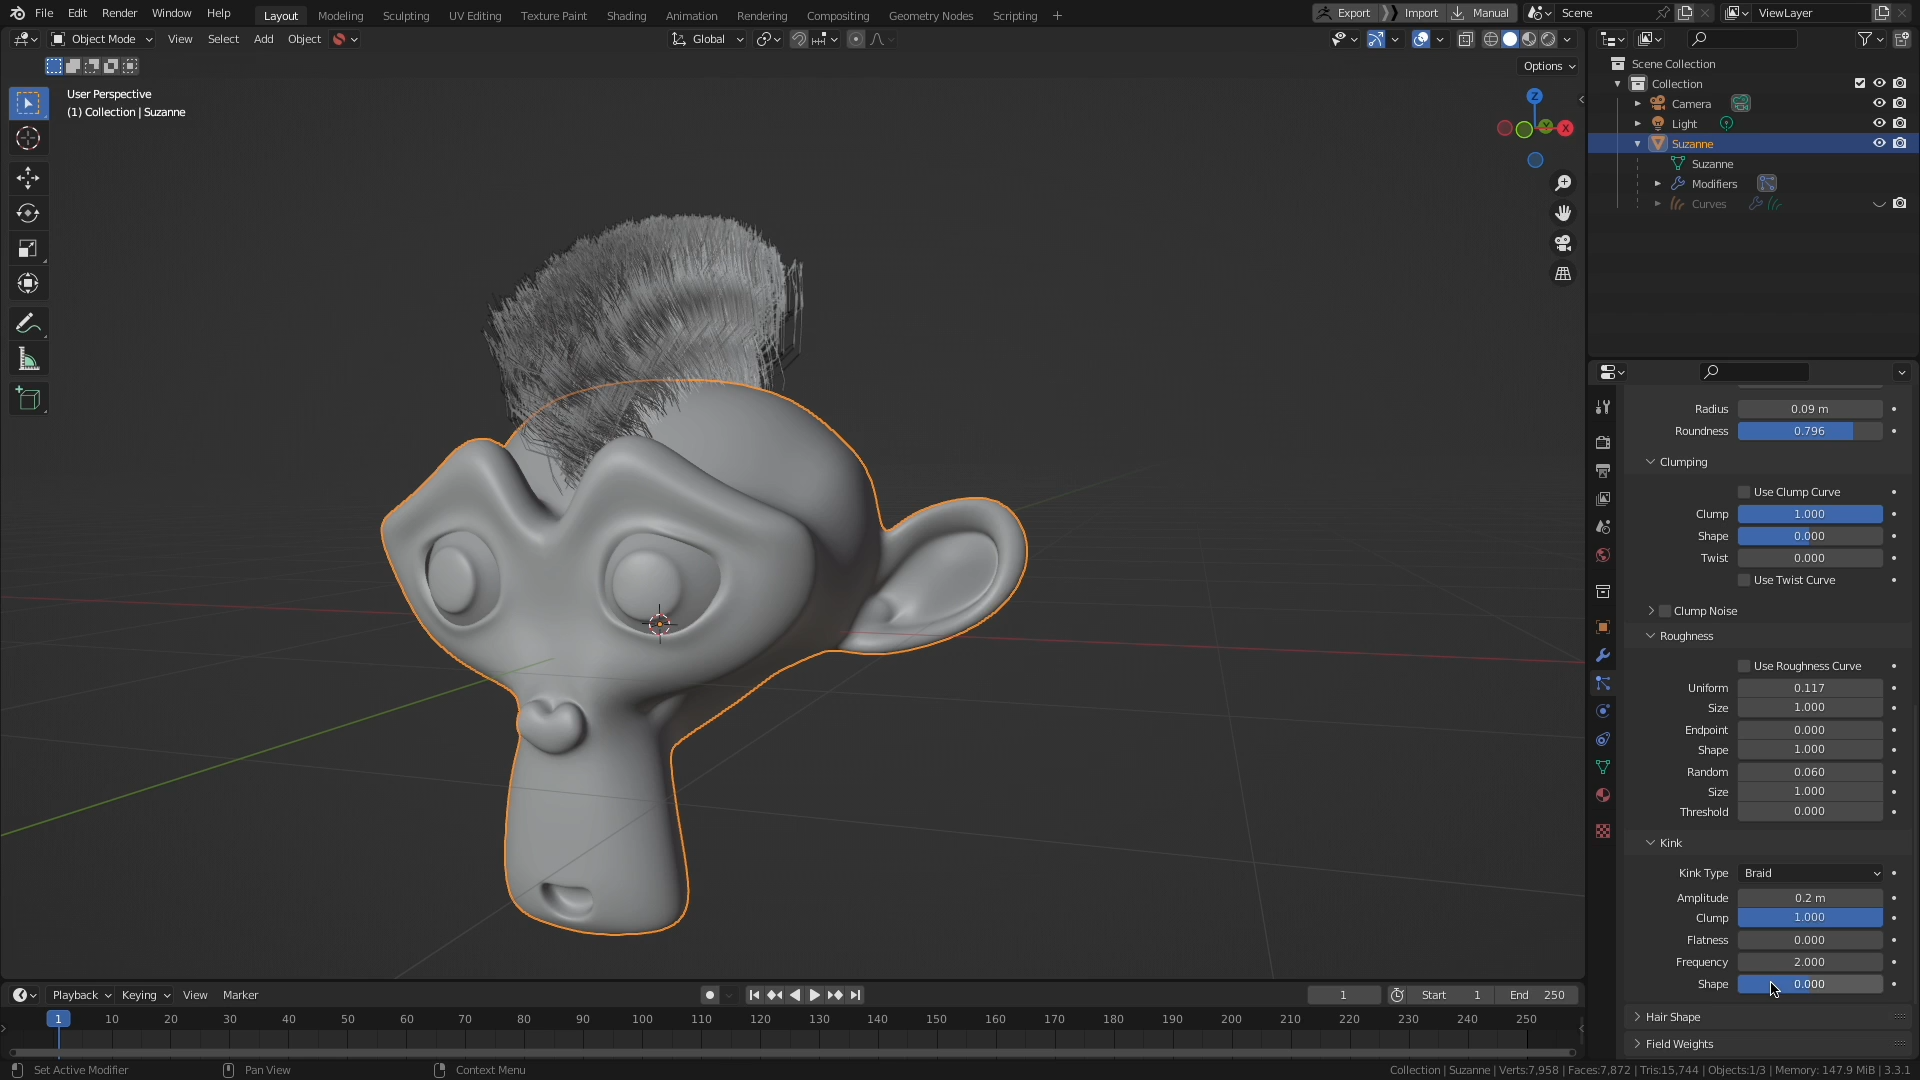 File Edit Render Window Help Layout Modeling Sculpting UV Editing Texture Paint Shading Animation Rendering Compositing Geometry Nodes Scripting + Export Import Manual Scene ViewLayer
Object Mode View Select Add Object Global
Options
User Perspective
(1) Collection | Suzanne
Z
Y
X
Scene Collection
Collection
Camera
Light
Suzanne
Suzanne
Modifiers
Curves
Radius 0.09 m
Roundness 0.796
Clumping
Use Clump Curve
Clump 1.000
Shape 0.000
Twist 0.000
Use Twist Curve
Clump Noise
Roughness
Use Roughness Curve
Uniform 0.117
Size 1.000
Endpoint 0.000
Shape 1.000
Random 0.060
Size 1.000
Threshold 0.000
Kink
Kink Type Braid
Amplitude 0.2 m
Clump 1.000
Flatness 0.000
Frequency 2.000
Shape 0.000
Hair Shape
Field Weights
Playback Keying View Marker 1 Start 1 End 250
1 10 20 30 40 50 60 70 80 90 100 110 120 130 140 150 160 170 180 190 200 210 220 230 240 250
Set Active Modifier Pan View Context Menu Collection | Suzanne | Verts:7,958 | Faces:7,872 | Tris:15,744 | Objects:1/3 | Memory: 147.9 MiB | 3.3.1